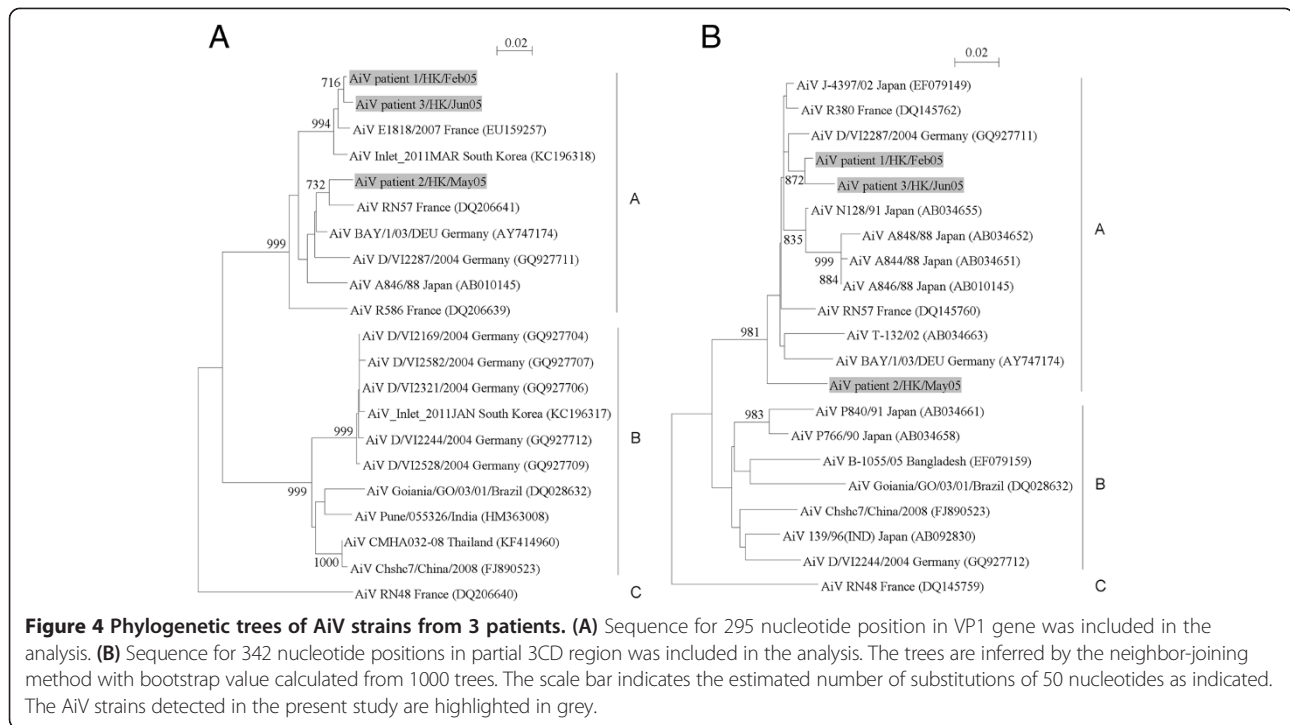 A
0.02
716
AiV patient 1/HK/Feb05
AiV patient 3/HK/Jun05
994
AiV E1818/2007 France (EU159257)
AiV Inlet_2011MAR South Korea (KC196318)
732
AiV patient 2/HK/May05
AiV RN57 France (DQ206641)
999
AiV BAY/1/03/DEU Germany (AY747174)
AiV D/VI2287/2004 Germany (GQ927711)
AiV A846/88 Japan (AB010145)
AiV R586 France (DQ206639)
A
AiV D/VI2169/2004 Germany (GQ927704)
AiV D/VI2582/2004 Germany (GQ927707)
AiV D/VI2321/2004 Germany (GQ927706)
AiV_Inlet_2011JAN South Korea (KC196317)
999
AiV D/VI2244/2004 Germany (GQ927712)
AiV D/VI2528/2004 Germany (GQ927709)
999
AiV Goiania/GO/03/01/Brazil (DQ028632)
AiV Pune/055326/India (HM363008)
AiV CMHA032-08 Thailand (KF414960)
1000
AiV Chshc7/China/2008 (FJ890523)
B
AiV RN48 France (DQ206640)
C
B
0.02
AiV J-4397/02 Japan (EF079149)
AiV R380 France (DQ145762)
AiV D/VI2287/2004 Germany (GQ927711)
AiV patient 1/HK/Feb05
872
AiV patient 3/HK/Jun05
AiV N128/91 Japan (AB034655)
835
AiV A848/88 Japan (AB034652)
999
AiV A844/88 Japan (AB034651)
884
AiV A846/88 Japan (AB010145)
AiV RN57 France (DQ145760)
981
AiV T-132/02 (AB034663)
AiV BAY/1/03/DEU Germany (AY747174)
AiV patient 2/HK/May05
A
983
AiV P840/91 Japan (AB034661)
AiV P766/90 Japan (AB034658)
AiV B-1055/05 Bangladesh (EF079159)
AiV Goiania/GO/03/01/Brazil (DQ028632)
AiV Chshc7/China/2008 (FJ890523)
AiV 139/96(IND) Japan (AB092830)
AiV D/VI2244/2004 Germany (GQ927712)
B
AiV RN48 France (DQ145759)
C
Figure 4 Phylogenetic trees of AiV strains from 3 patients. (A) Sequence for 295 nucleotide position in VP1 gene was included in the
analysis. (B) Sequence for 342 nucleotide positions in partial 3CD region was included in the analysis. The trees are inferred by the neighbor-joining
method with bootstrap value calculated from 1000 trees. The scale bar indicates the estimated number of substitutions of 50 nucleotides as indicated.
The AiV strains detected in the present study are highlighted in grey.